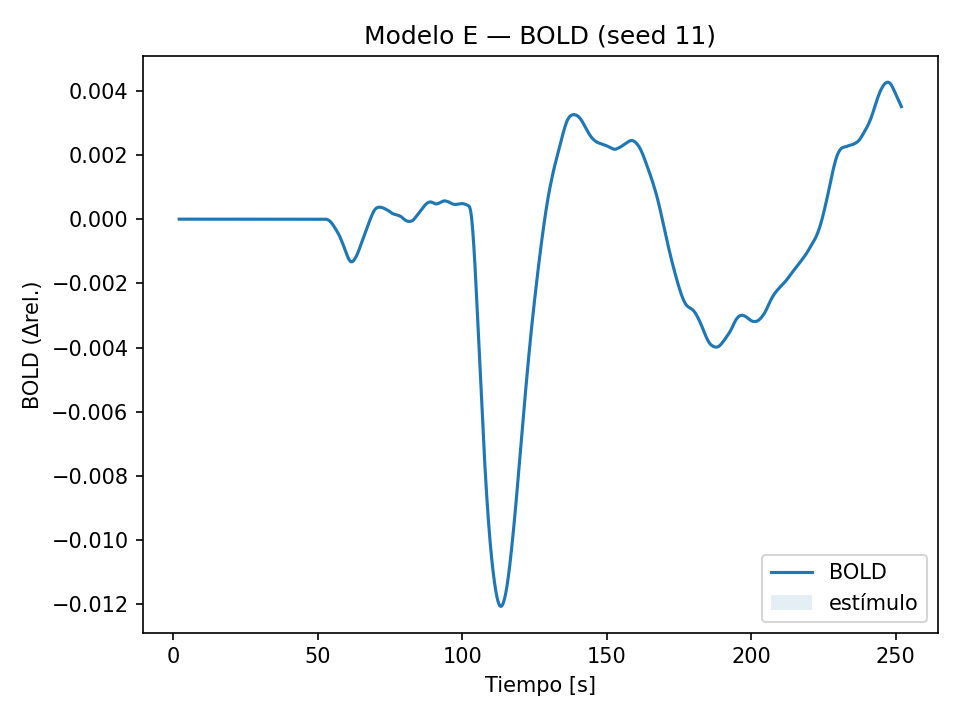 Modelo E — BOLD (seed 11)
BOLD (Δrel.)
0.004
0.002
0.000
−0.002
−0.004
−0.006
−0.008
−0.010
−0.012
BOLD
estímulo
0 50 100 150 200 250
Tiempo [s]